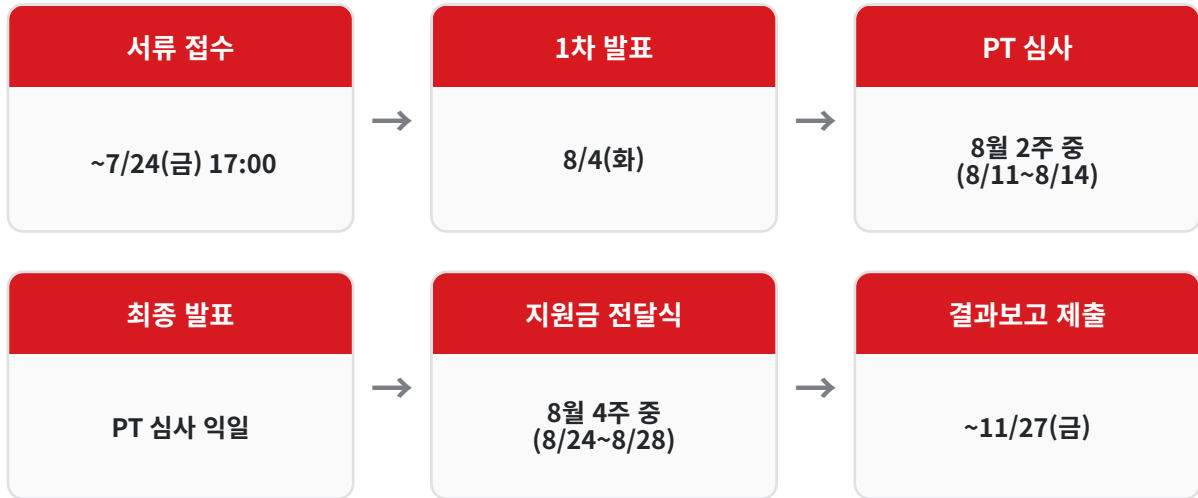 서류 접수
~7/24(금) 17:00
→
1차 발표
8/4(화)
→
PT 심사
8월 2주 중
(8/11~8/14)
최종 발표
PT 심사 익일
→
지원금 전달식
8월 4주 중
(8/24~8/28)
→
결과보고 제출
~11/27(금)